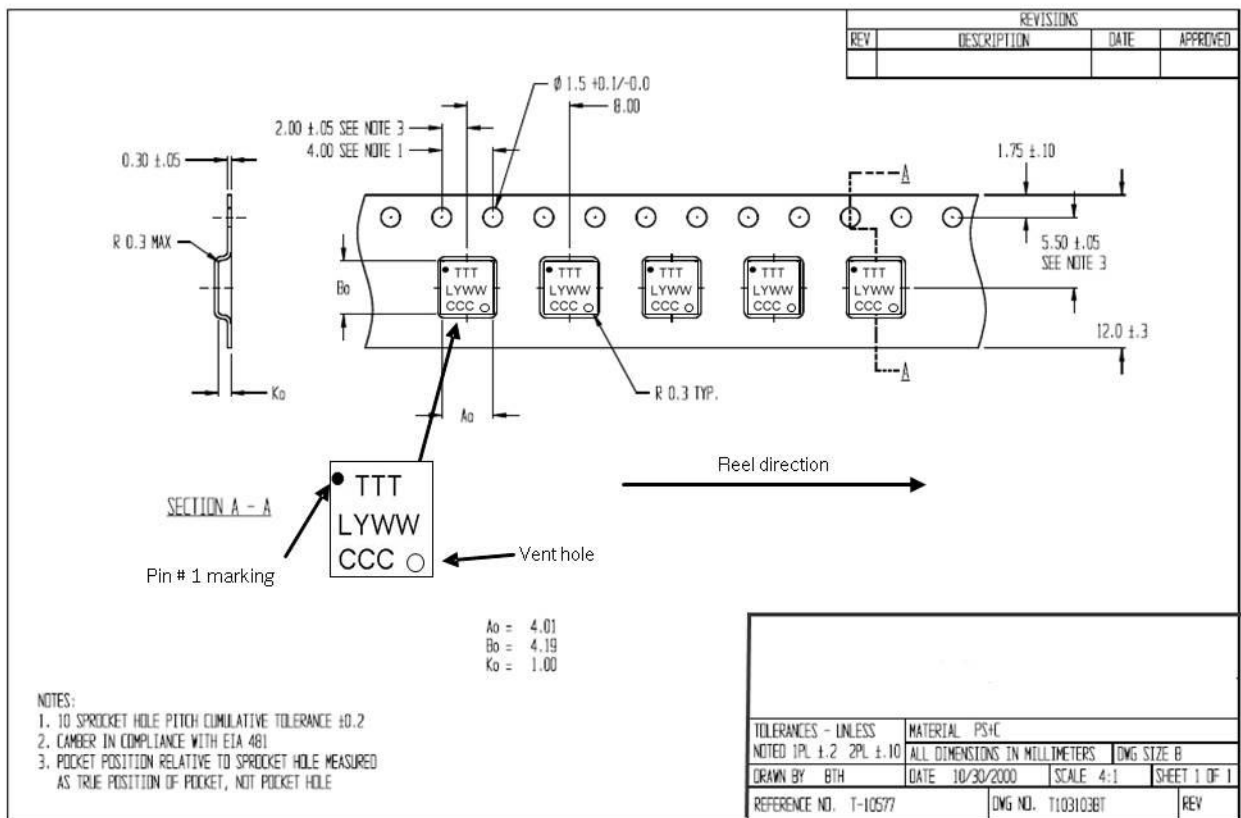 REVISIONS
REV DESCRIPTION DATE APPROVED
ϕ 1.5 +0.1/-0.0
8.00
2.00 ±.05 SEE NOTE 3
4.00 SEE NOTE 1
0.30 ±.05
1.75 ±.10
A
R 0.3 MAX
5.50 ±.05
SEE NOTE 3
Bo
TTT
LYWW
CCC
TTT
LYWW
CCC
TTT
LYWW
CCC
TTT
LYWW
CCC
TTT
LYWW
CCC
12.0 ±.3
A
Ko
R 0.3 TYP.
Ao
Reel direction
SECTION A - A
TTT
LYWW
CCC
Vent hole
Pin # 1 marking
Ao = 4.01
Bo = 4.19
Ko = 1.00
NOTES:
1. 10 SPROCKET HOLE PITCH CUMULATIVE TOLERANCE ±0.2
2. CAMBER IN COMPLIANCE WITH EIA 481
3. POCKET POSITION RELATIVE TO SPROCKET HOLE MEASURED
AS TRUE POSITION OF POCKET, NOT POCKET HOLE
TOLERANCES - UNLESS
NOTED 1PL ±.2 2PL ±.10
MATERIAL PS+C
ALL DIMENSIONS IN MILLIMETERS DWG SIZE B
DRAWN BY BTH DATE 10/30/2000 SCALE 4:1 SHEET 1 OF 1
REFERENCE NO. T-10577 DWG NO. T103103BT REV